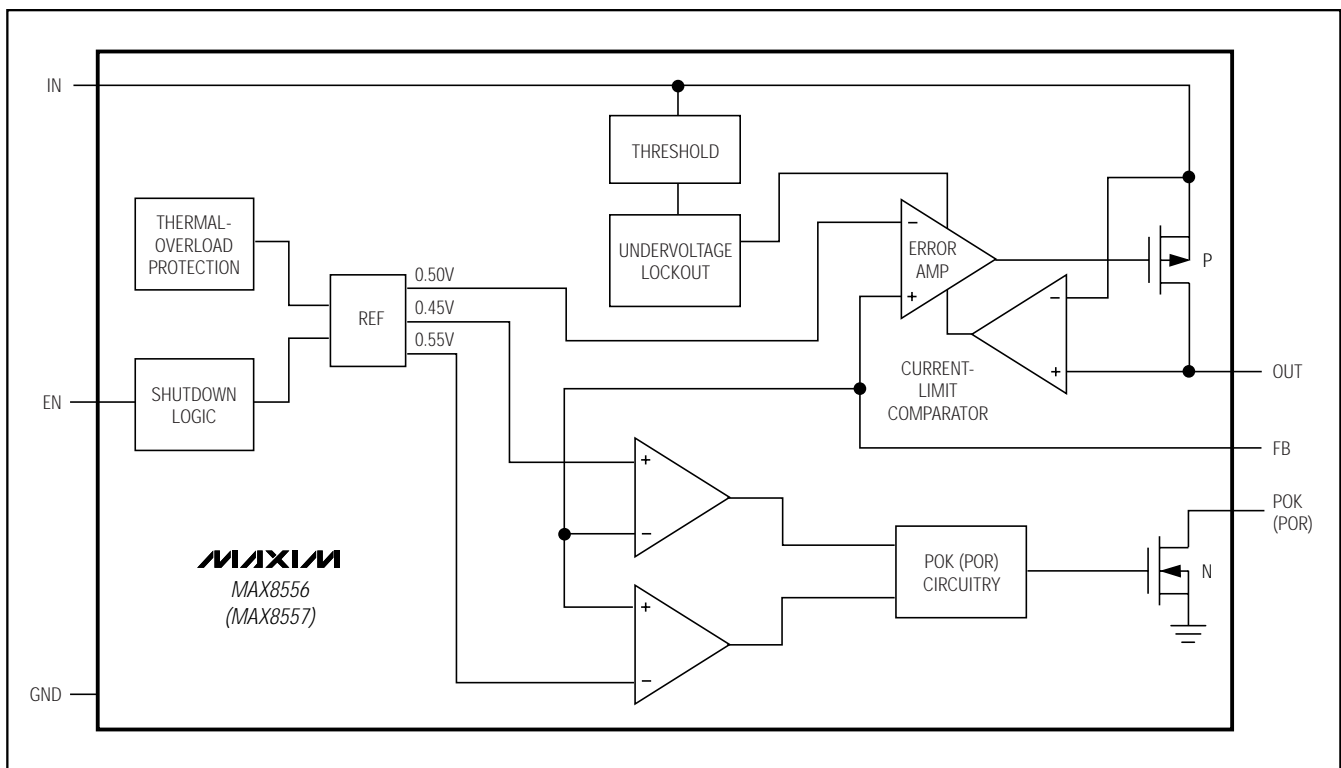 IN
THRESHOLD
THERMAL-
OVERLOAD
PROTECTION
UNDERVOLTAGE
LOCKOUT
−
ERROR
AMP
+
P
0.50V
REF
0.45V
0.55V
−
+
CURRENT-
LIMIT
COMPARATOR
OUT
EN
SHUTDOWN
LOGIC
FB
+
−
POK
(POR)
POK (POR)
CIRCUITRY
N
MAXIM
MAX8556
(MAX8557)
+
−
GND